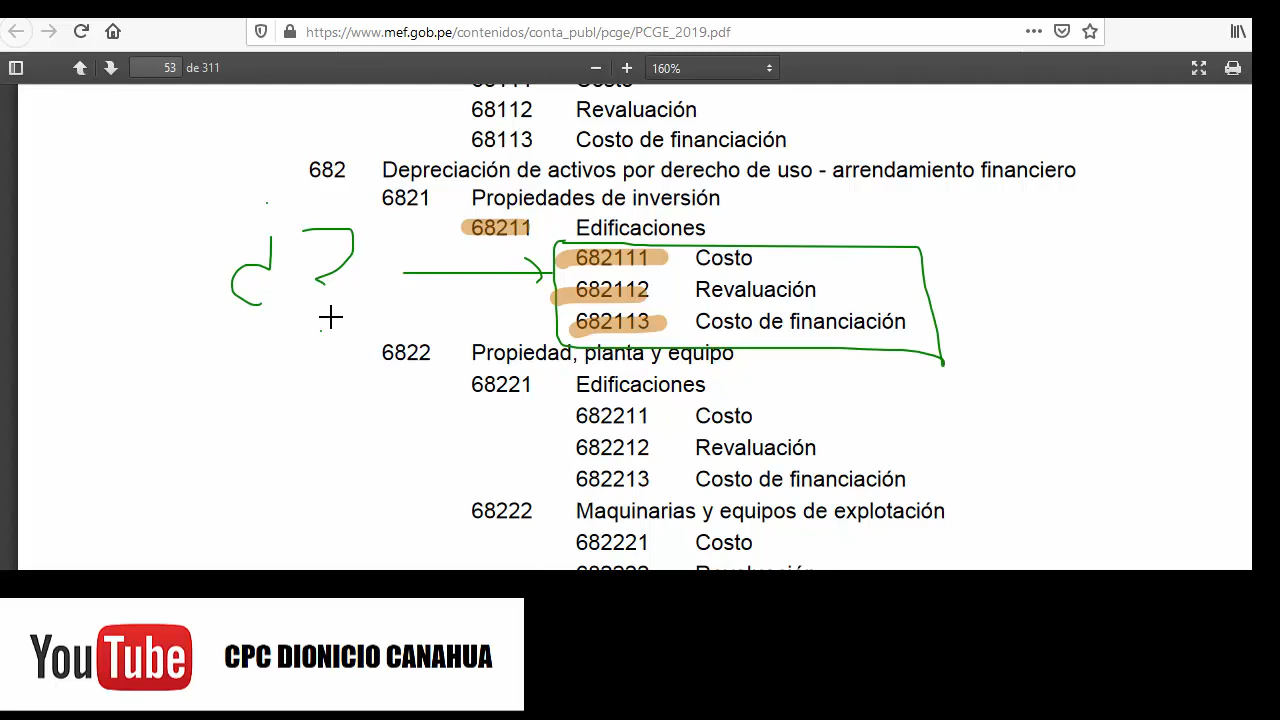 https://www.mef.gob.pe/contenidos/conta_publ/pcge/PCGE_2019.pdf
53 de 311
160%
68112 Revaluación
68113 Costo de financiación
682 Depreciación de activos por derecho de uso - arrendamiento financiero
6821 Propiedades de inversión
68211 Edificaciones
682111 Costo
682112 Revaluación
682113 Costo de financiación
¿?
6822 Propiedad, planta y equipo
68221 Edificaciones
682211 Costo
682212 Revaluación
682213 Costo de financiación
68222 Maquinarias y equipos de explotación
682221 Costo
YouTube CPC DIONICIO CANAHUA